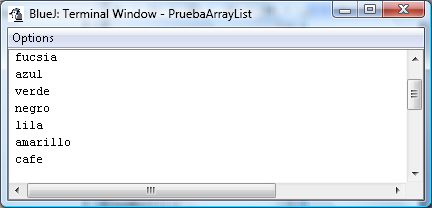 BlueJ: Terminal Window - PruebaArrayList
Options
fucsia
azul
verde
negro
lila
amarillo
cafe